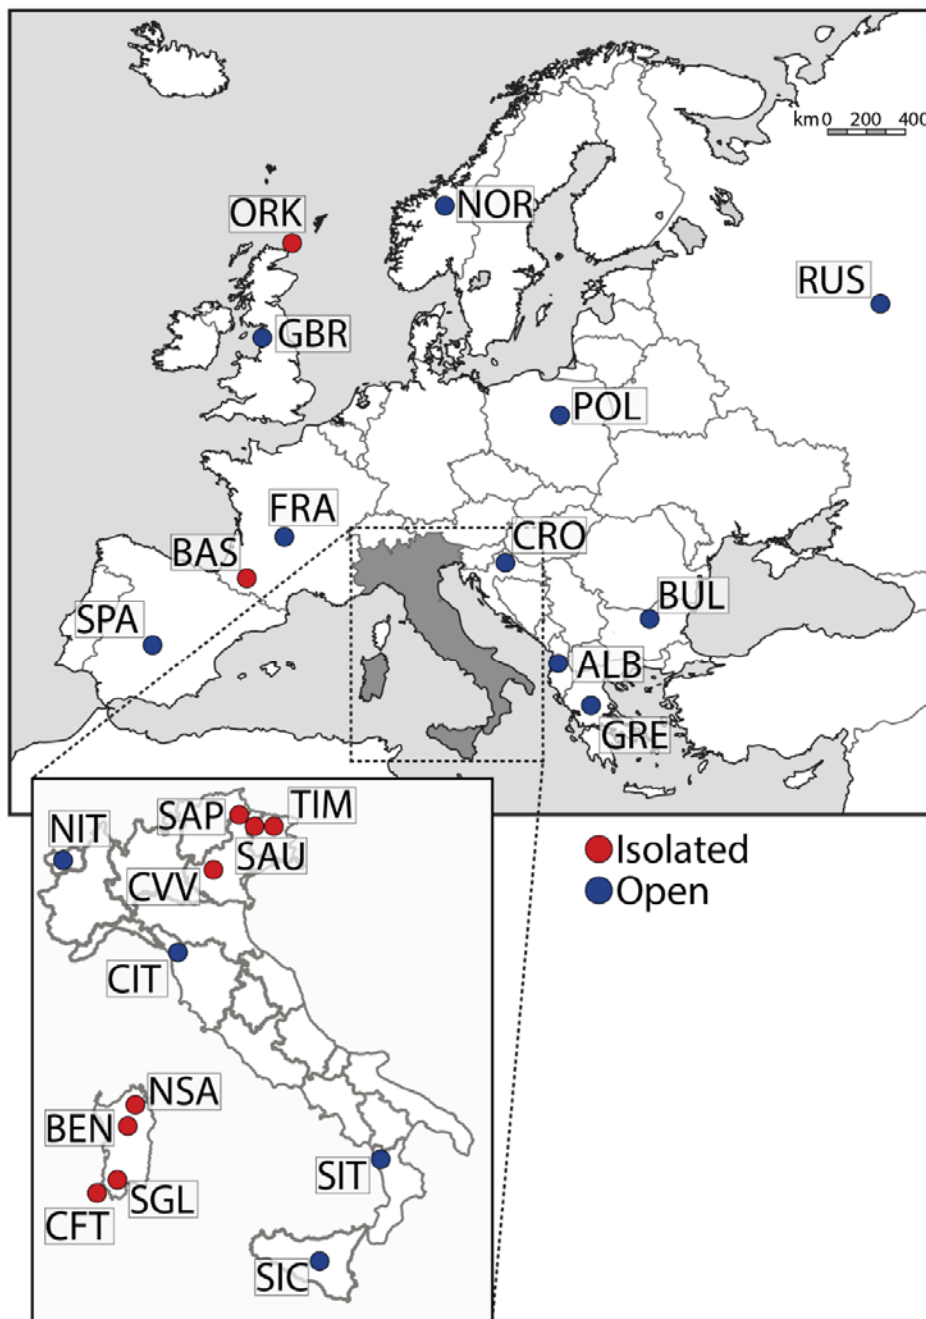 km 0 200 400
ORK
NOR
RUS
GBR
POL
FRA
CRO
BAS
BUL
SPA
ALB
GRE
SAP
TIM
NIT
SAU
CVV
CIT
NSA
BEN
SIT
SGL
CFT
SIC
Isolated
Open